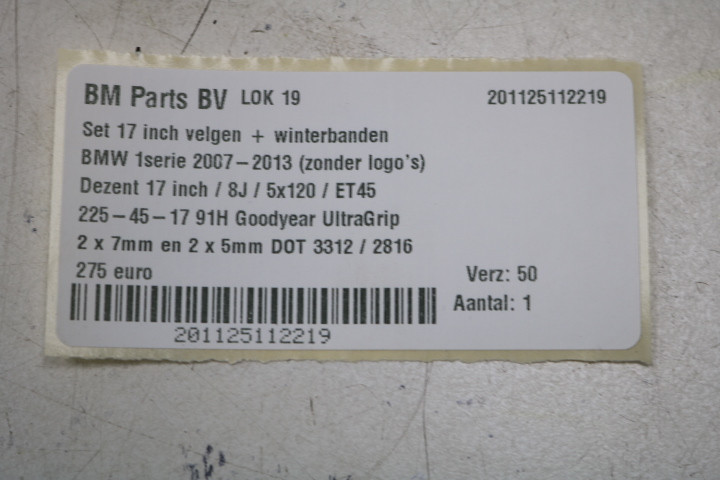 BM Parts BV LOK 19 201125112219
Set 17 inch velgen + winterbanden
BMW 1serie 2007-2013 (zonder logo's)
Dezent 17 inch / 8J / 5x120 / ET45
225-45-17 91H Goodyear UltraGrip
2 x 7mm en 2 x 5mm DOT 3312 / 2816
275 euro Verz: 50
Aantal: 1
201125112219